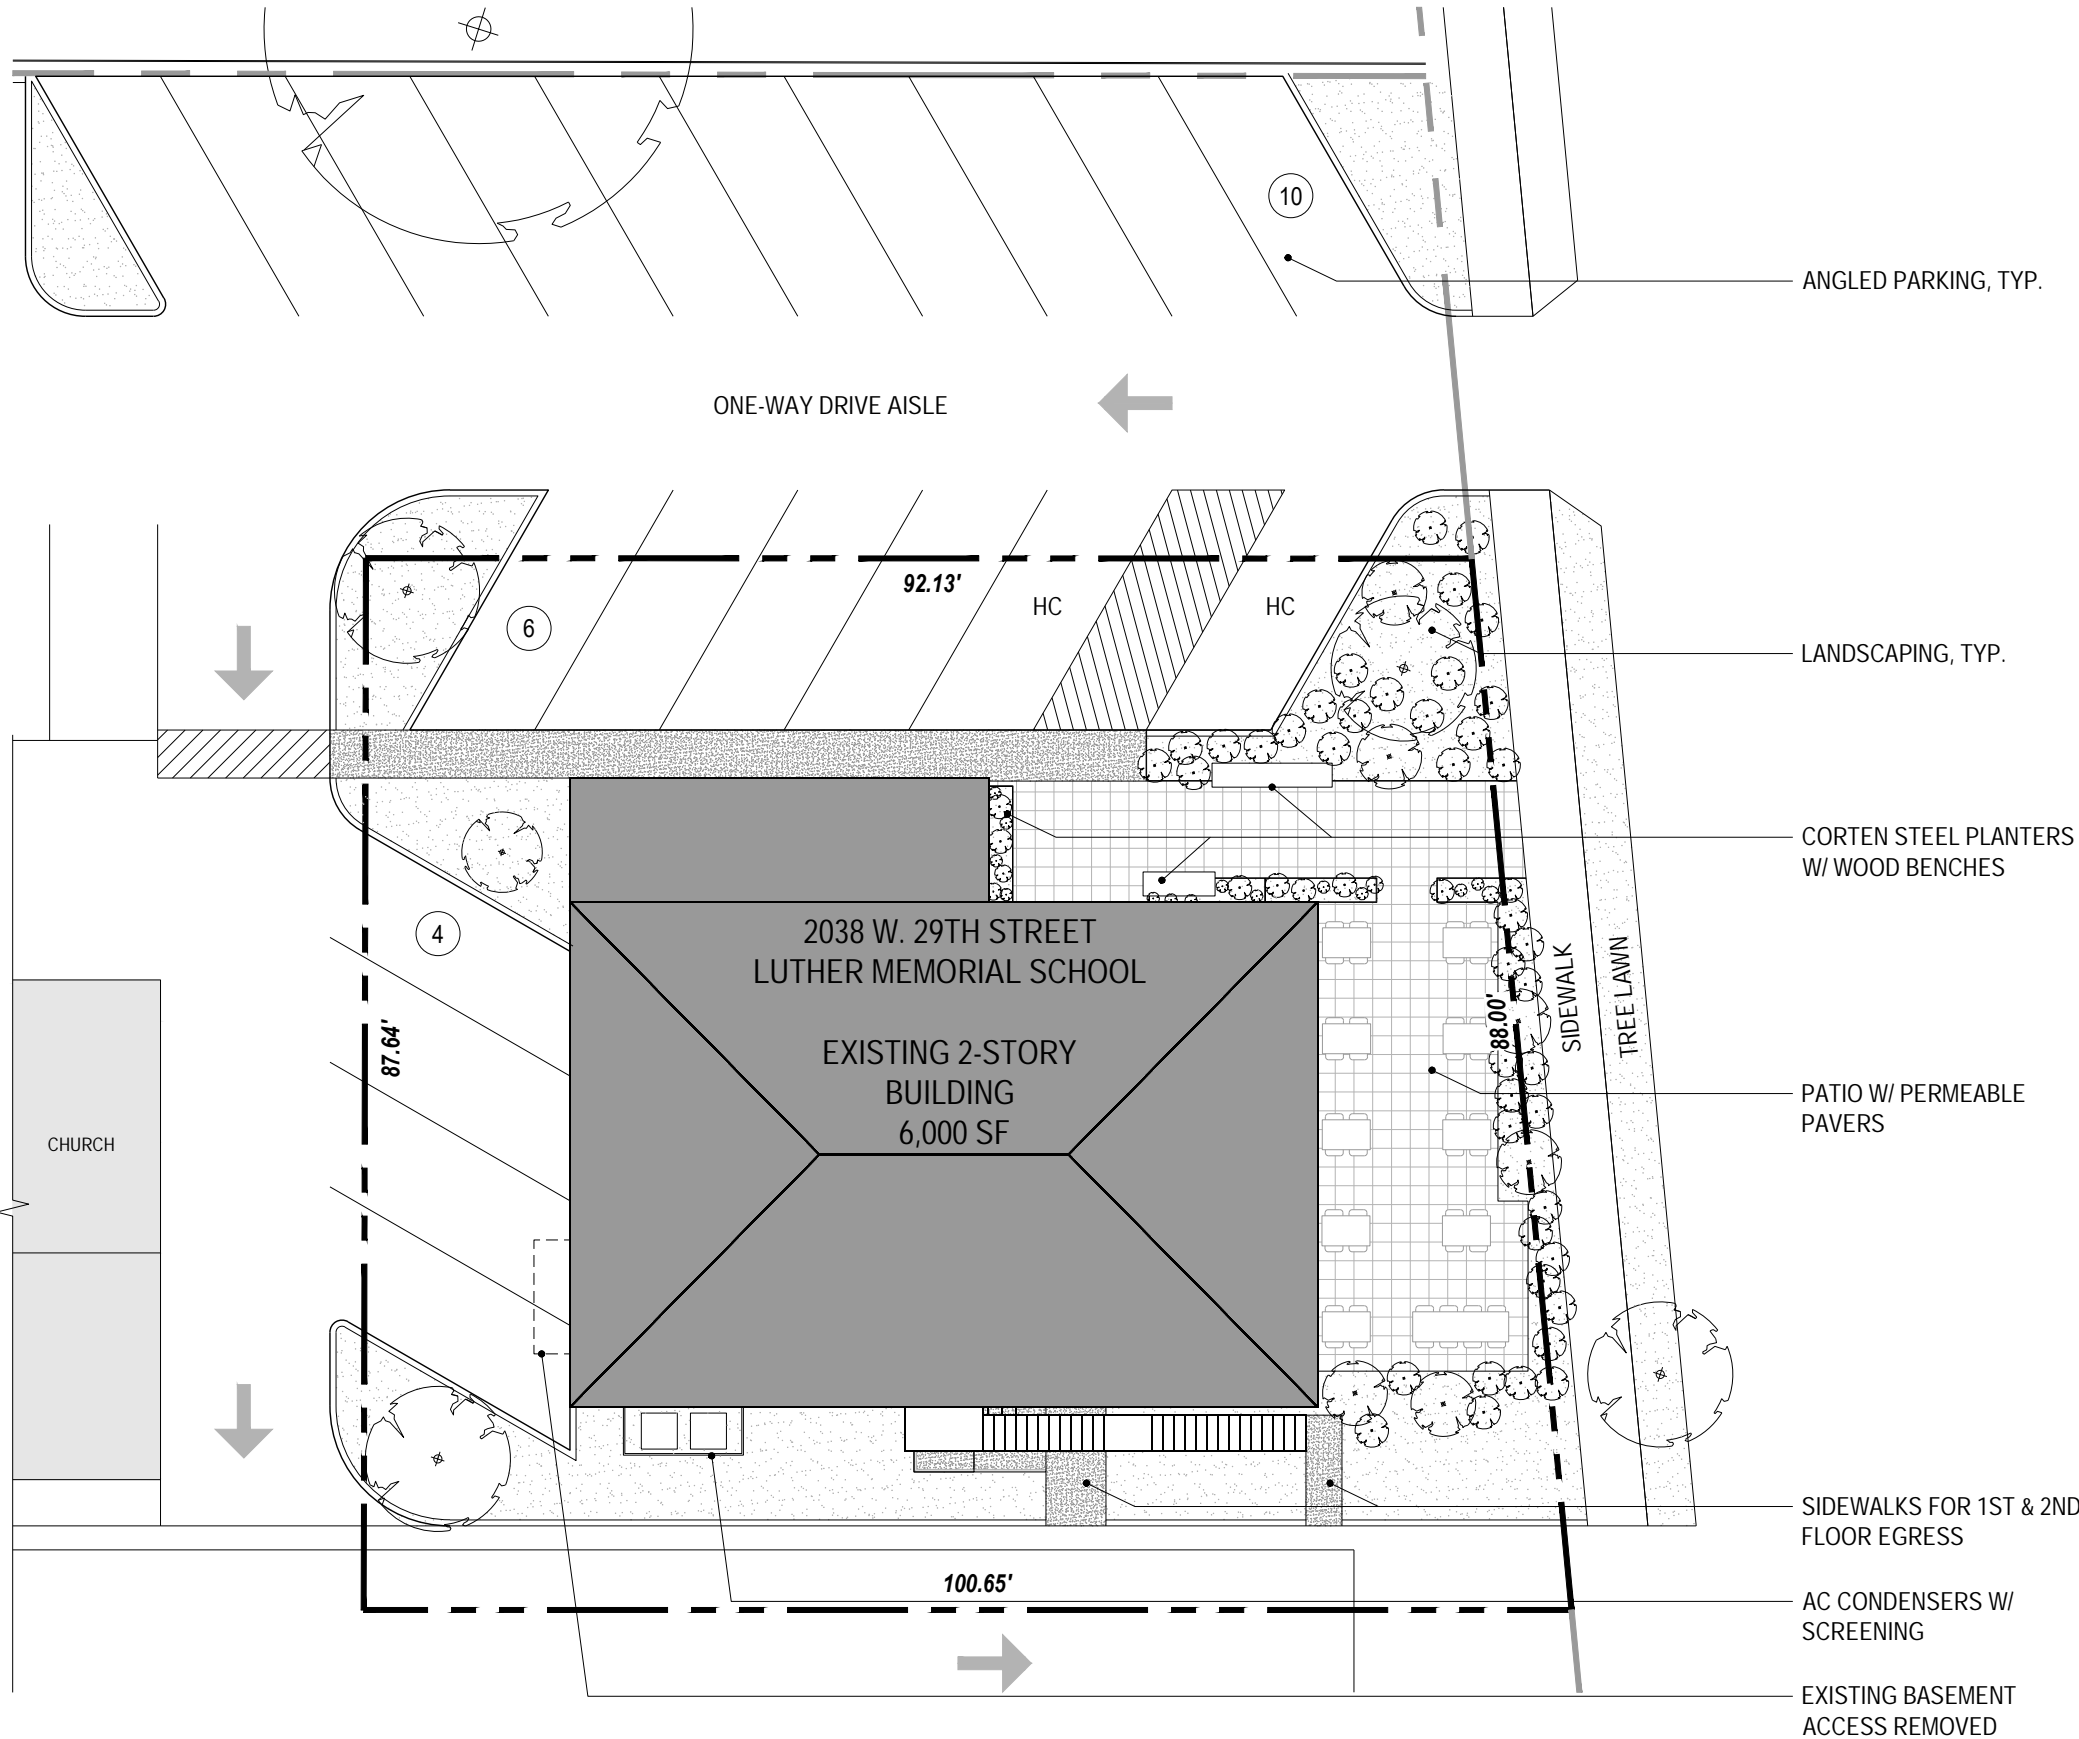 10
ANGLED PARKING, TYP.
ONE-WAY DRIVE AISLE
92.13'
HC
HC
6
LANDSCAPING, TYP.
CORTEN STEEL PLANTERS
W/ WOOD BENCHES
4
2038 W. 29TH STREET
LUTHER MEMORIAL SCHOOL
EXISTING 2-STORY
BUILDING
6,000 SF
87.64'
88.00'
SIDEWALK
TREE LAWN
CHURCH
PATIO W/ PERMEABLE
PAVERS
SIDEWALKS FOR 1ST & 2ND
FLOOR EGRESS
100.65'
AC CONDENSERS W/
SCREENING
EXISTING BASEMENT
ACCESS REMOVED